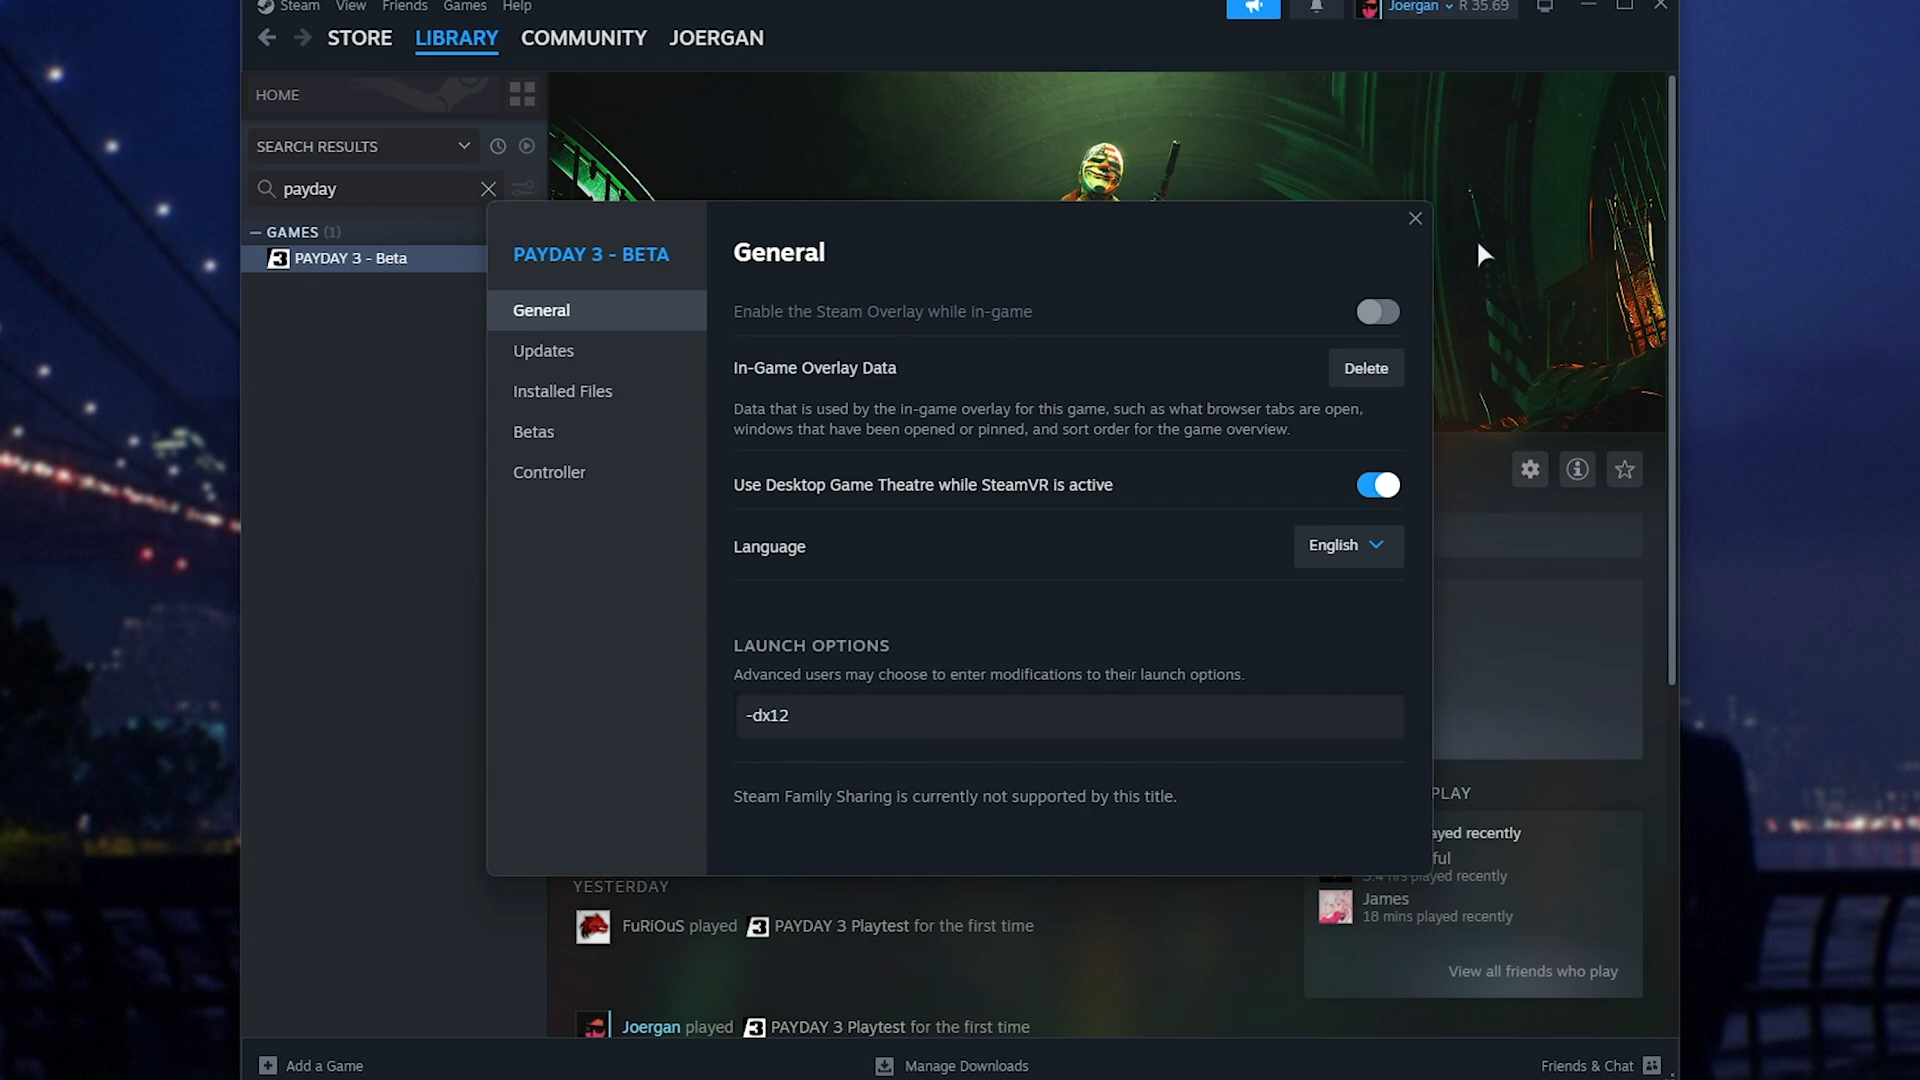 Steam View Friends Games Help
Joergan R 35.69
STORE LIBRARY COMMUNITY JOERGAN
HOME
SEARCH RESULTS
payday
GAMES (1)
PAYDAY 3 - Beta
PAYDAY 3 - BETA
General
Updates
Installed Files
Betas
Controller
General
Enable the Steam Overlay while in-game
In-Game Overlay Data
Delete
Data that is used by the in-game overlay for this game, such as what browser tabs are open,
windows that have been opened or pinned, and sort order for the game overview.
Use Desktop Game Theatre while SteamVR is active
Language
English
LAUNCH OPTIONS
Advanced users may choose to enter modifications to their launch options.
-dx12
Steam Family Sharing is currently not supported by this title.
PLAY
ayed recently
ful
3.4 hrs played recently
James
18 mins played recently
View all friends who play
YESTERDAY
FuRiOuS played PAYDAY 3 Playtest for the first time
Joergan played PAYDAY 3 Playtest for the first time
Add a Game
Manage Downloads
Friends & Chat